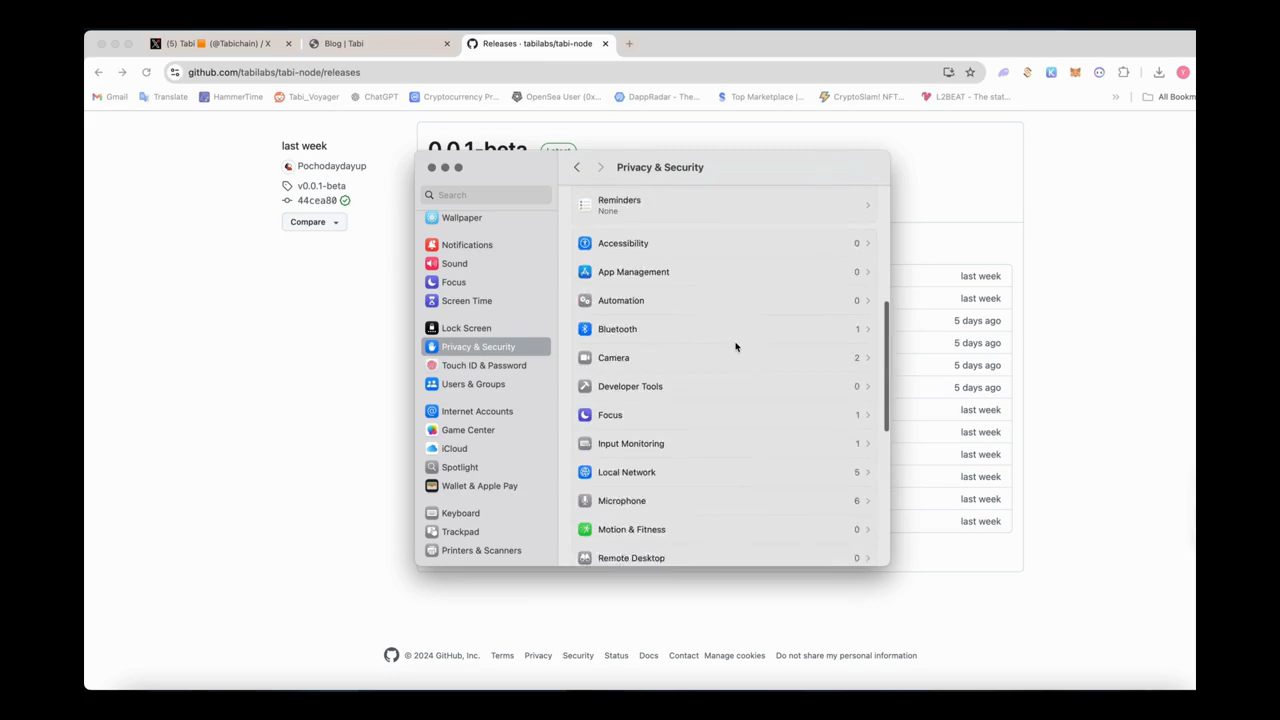 (5) Tabi 🟧 (@Tabichain) / X
Blog | Tabi
Releases · tabilabs/tabi-node
github.com/tabilabs/tabi-node/releases
Gmail
Translate
HammerTime
Tabi_Voyager
ChatGPT
Cryptocurrency Pr...
OpenSea User (0x...
DappRadar - The...
Top Marketplace |...
CryptoSlam! NFT...
L2BEAT - The stat...
»
All Bookm
last week
Pochodaydayup
v0.0.1-beta
44cea80
Compare
0.0.1-beta
Privacy & Security
Search
Wallpaper
Notifications
Sound
Focus
Screen Time
Lock Screen
Privacy & Security
Touch ID & Password
Users & Groups
Internet Accounts
Game Center
iCloud
Spotlight
Wallet & Apple Pay
Keyboard
Trackpad
Printers & Scanners
Reminders
None
Accessibility 0
App Management 0
Automation 0
Bluetooth 1
Camera 2
Developer Tools 0
Focus 1
Input Monitoring 1
Local Network 5
Microphone 6
Motion & Fitness 0
Remote Desktop 0
last week
last week
5 days ago
5 days ago
5 days ago
5 days ago
last week
last week
last week
last week
last week
last week
© 2024 GitHub, Inc. Terms Privacy Security Status Docs Contact Manage cookies Do not share my personal information